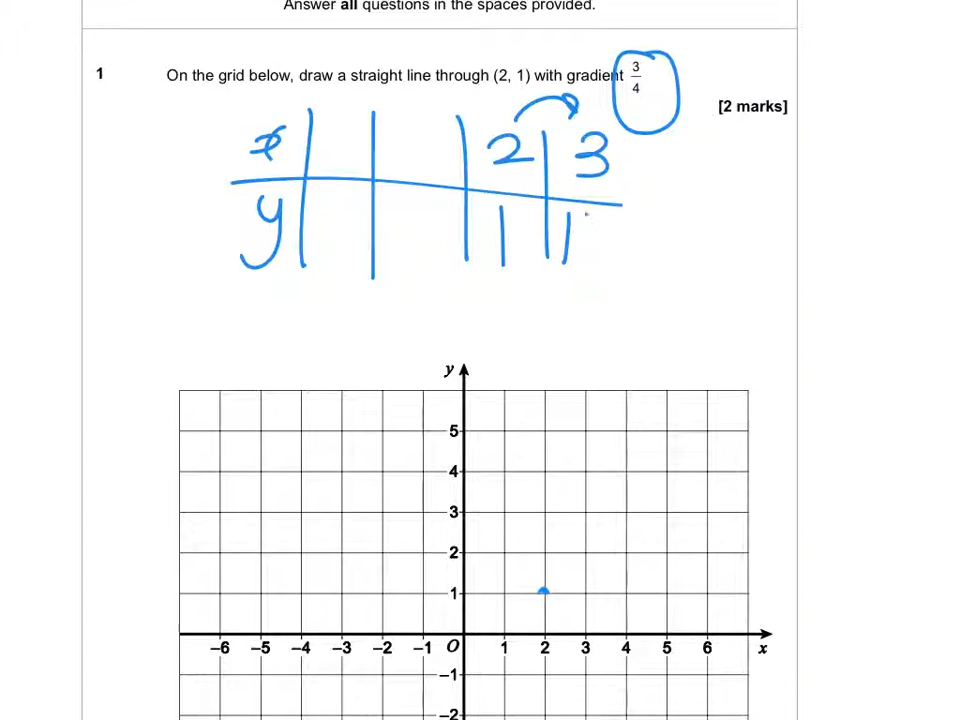 Answer all questions in the spaces provided.
1 On the grid below, draw a straight line through (2, 1) with gradient 3/4
[2 marks]
x 2 3
y 1 1
y
5
4
3
2
1
–6 –5 –4 –3 –2 –1 O 1 2 3 4 5 6 x
–1
–2